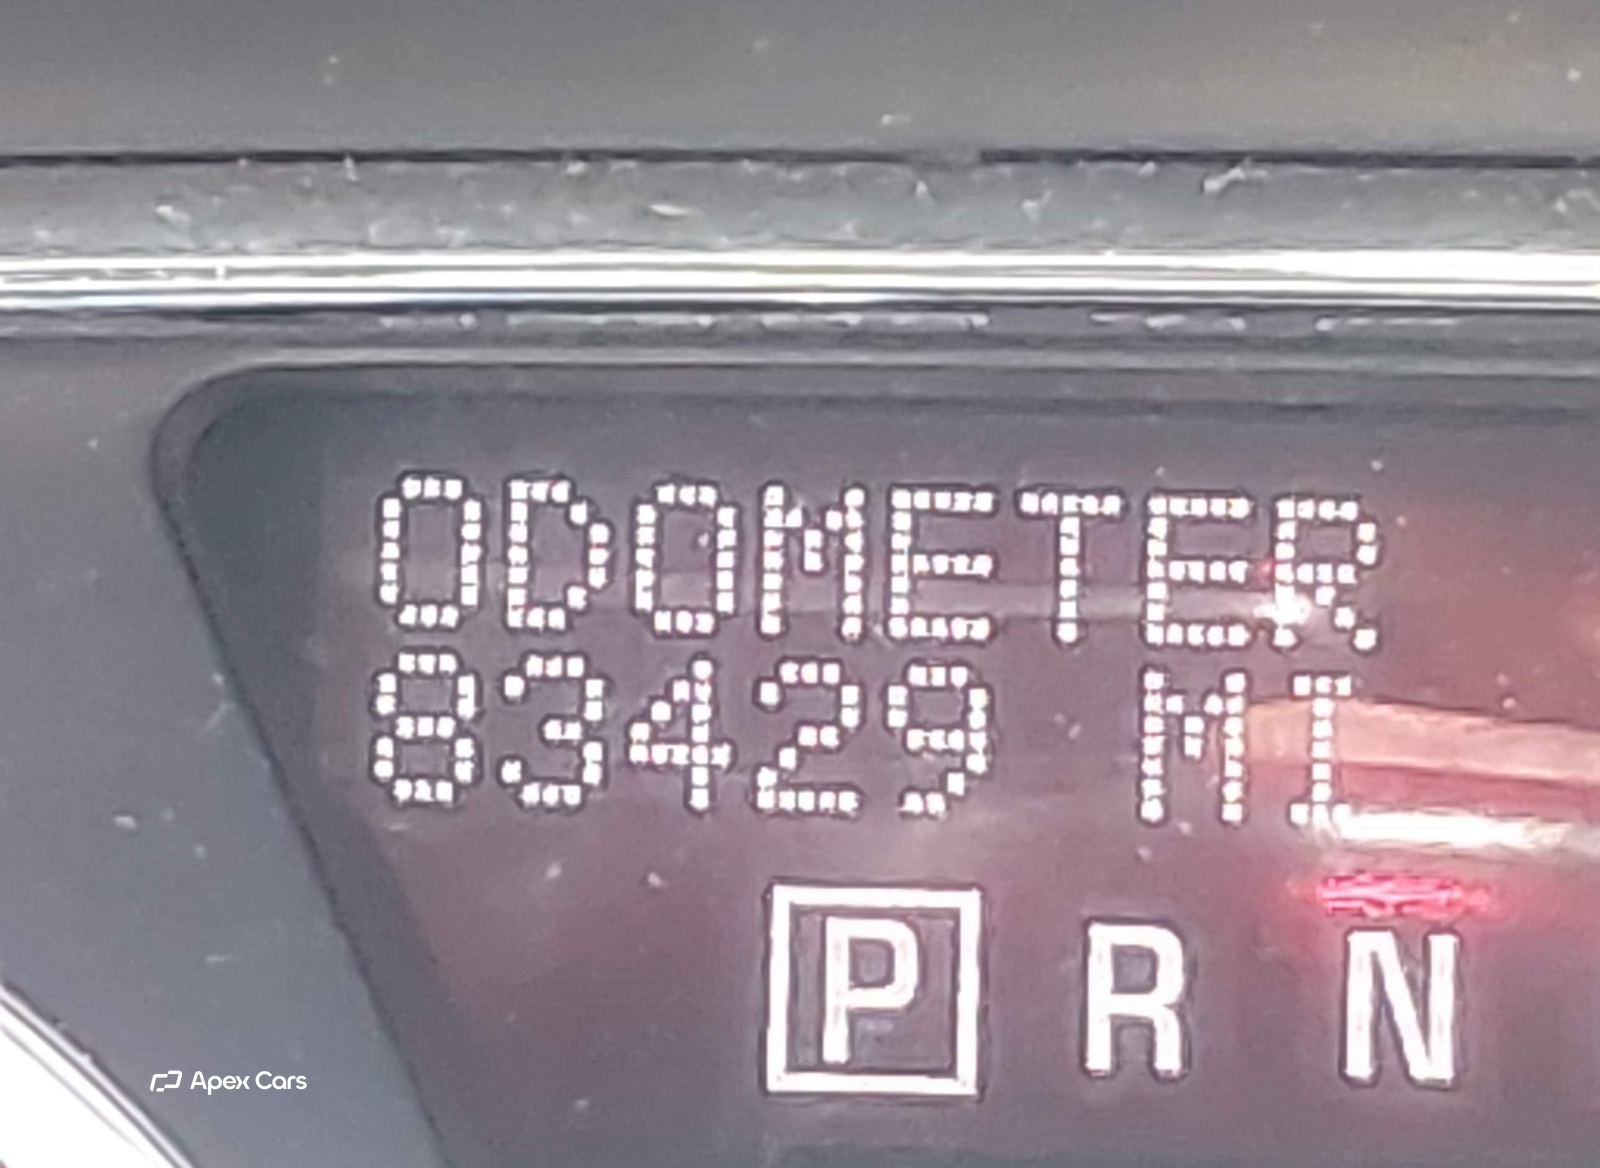 ODOMETER
83429 MI
P R N
Apex Cars